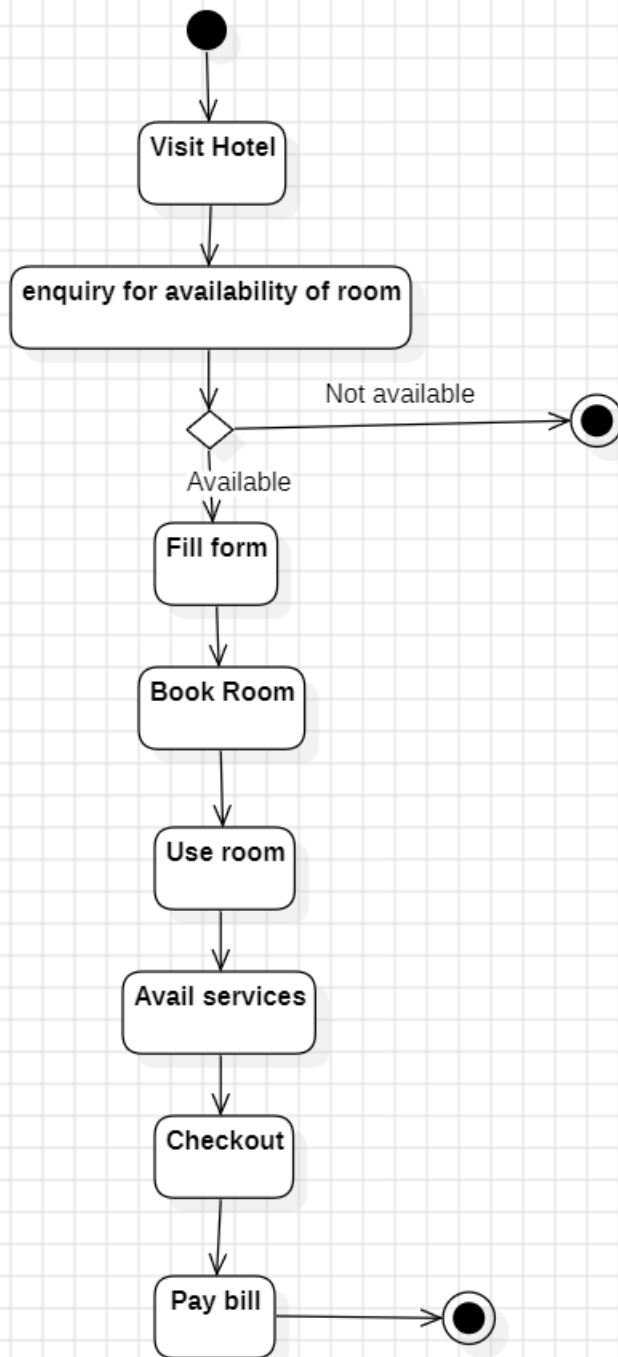 Visit Hotel
enquiry for availability of room
Not available
Available
Fill form
Book Room
Use room
Avail services
Checkout
Pay bill